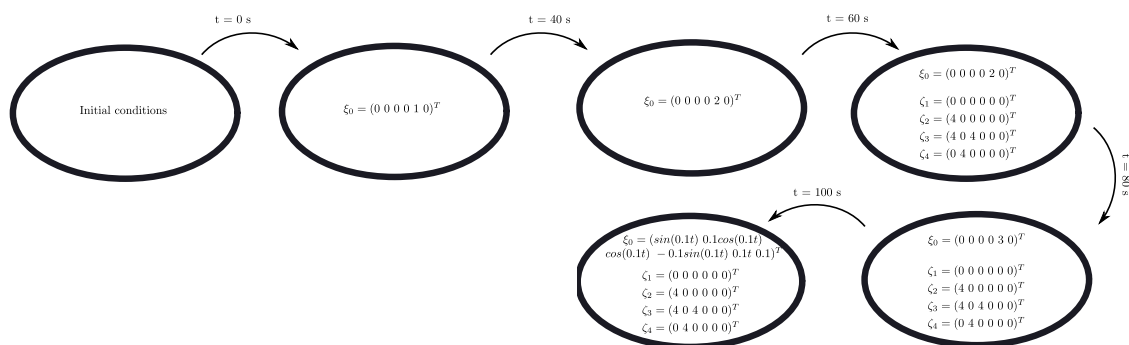 t = 0 s
t = 40 s
t = 60 s
Initial conditions
ξ₀ = (0 0 0 0 1 0)ᵀ
ξ₀ = (0 0 0 0 2 0)ᵀ
ξ₀ = (0 0 0 0 2 0)ᵀ
ζ₁ = (0 0 0 0 0 0)ᵀ
ζ₂ = (4 0 0 0 0 0)ᵀ
ζ₃ = (4 0 4 0 0 0)ᵀ
ζ₄ = (0 4 0 0 0 0)ᵀ
t = 80 s
ξ₀ = (0 0 0 0 3 0)ᵀ
ζ₁ = (0 0 0 0 0 0)ᵀ
ζ₂ = (4 0 0 0 0 0)ᵀ
ζ₃ = (4 0 4 0 0 0)ᵀ
ζ₄ = (0 4 0 0 0 0)ᵀ
t = 100 s
ξ₀ = (sin(0.1t) 0.1cos(0.1t)
cos(0.1t) − 0.1sin(0.1t) 0.1t 0.1)ᵀ
ζ₁ = (0 0 0 0 0 0)ᵀ
ζ₂ = (4 0 0 0 0 0)ᵀ
ζ₃ = (4 0 4 0 0 0)ᵀ
ζ₄ = (0 4 0 0 0 0)ᵀ